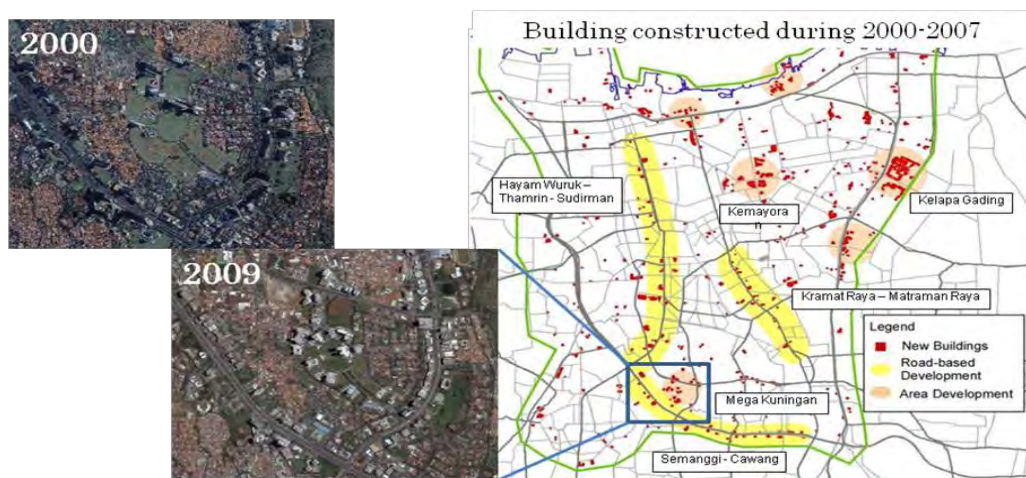 2000
2009
Building constructed during 2000-2007
Hayam Wuruk –
Thamrin - Sudirman
Kemayora
n
Kelapa Gading
Kramat Raya – Matraman Raya
Mega Kuningan
Semanggi - Cawang
Legend
New Buildings
Road-based
Development
Area Development